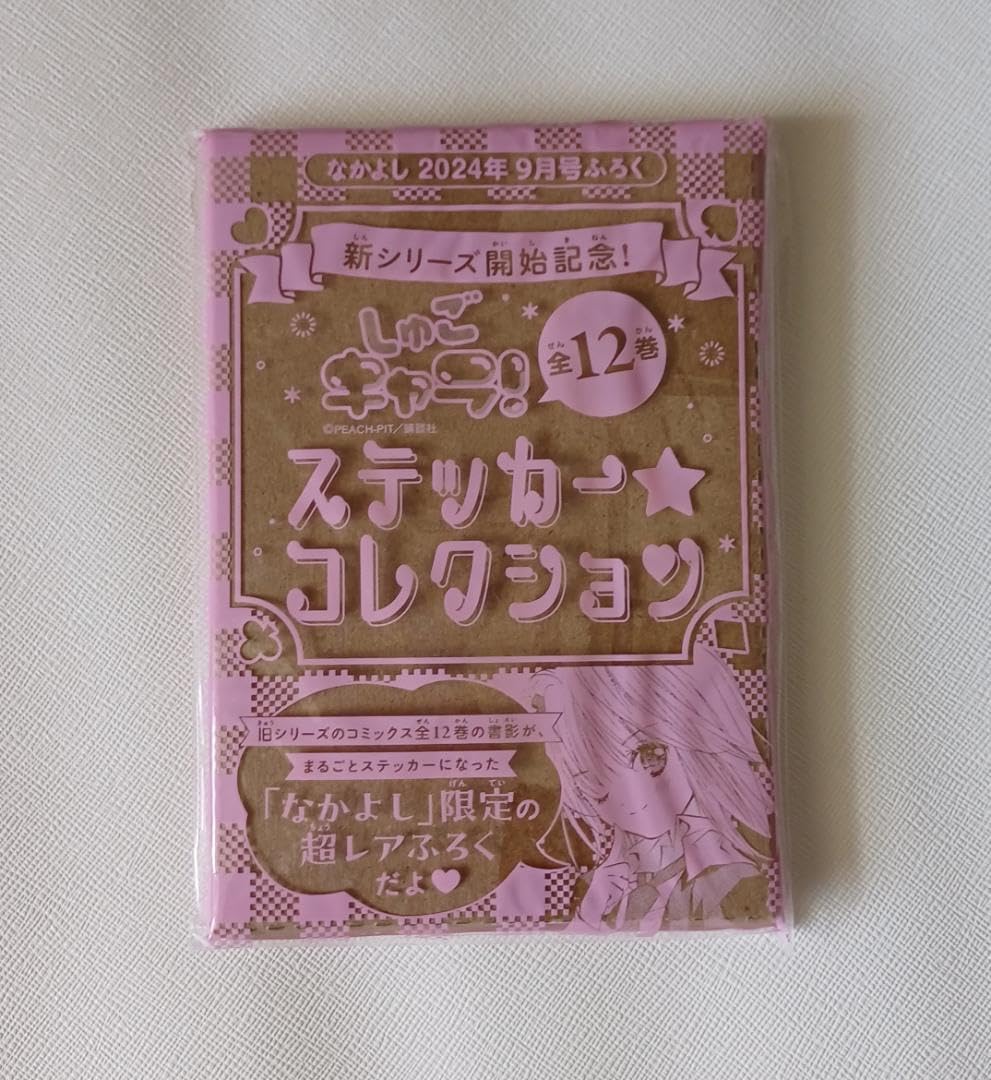 なかよし 2024年 9月号ふろく
新シリーズ開始記念!
しゅご
キャラ!
全12巻
©PEACH-PIT/講談社
ステッカー★
コレクション
旧シリーズのコミックス全12巻の書影が、
まるごとステッカーになった
「なかよし」限定の
超レアふろく
だよ♥